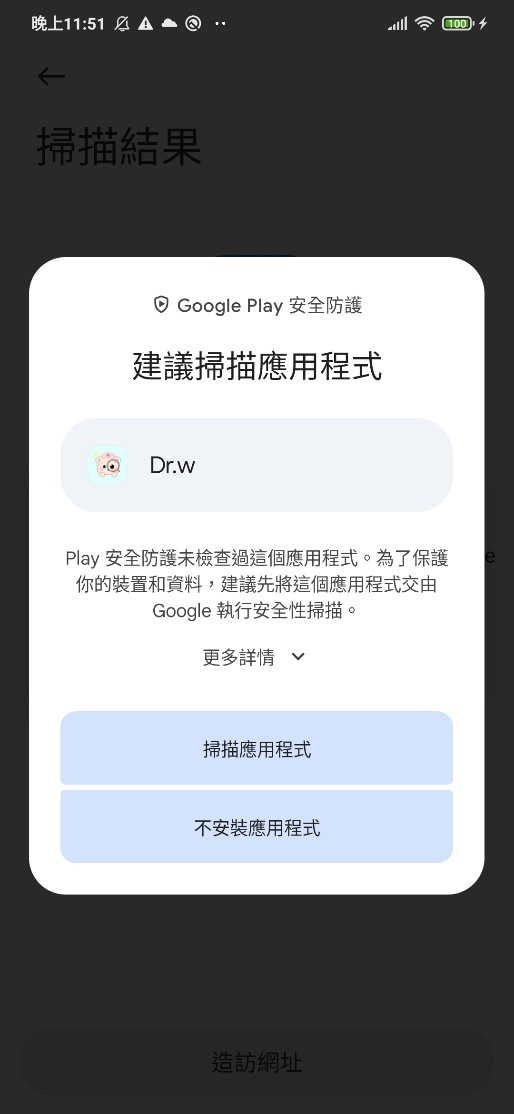 晚上11:51
100
掃描結果
Google Play 安全防護
建議掃描應用程式
Dr.w
Play 安全防護未檢查過這個應用程式。為了保護
你的裝置和資料，建議先將這個應用程式交由
Google 執行安全性掃描。
更多詳情
掃描應用程式
不安裝應用程式
造訪網址